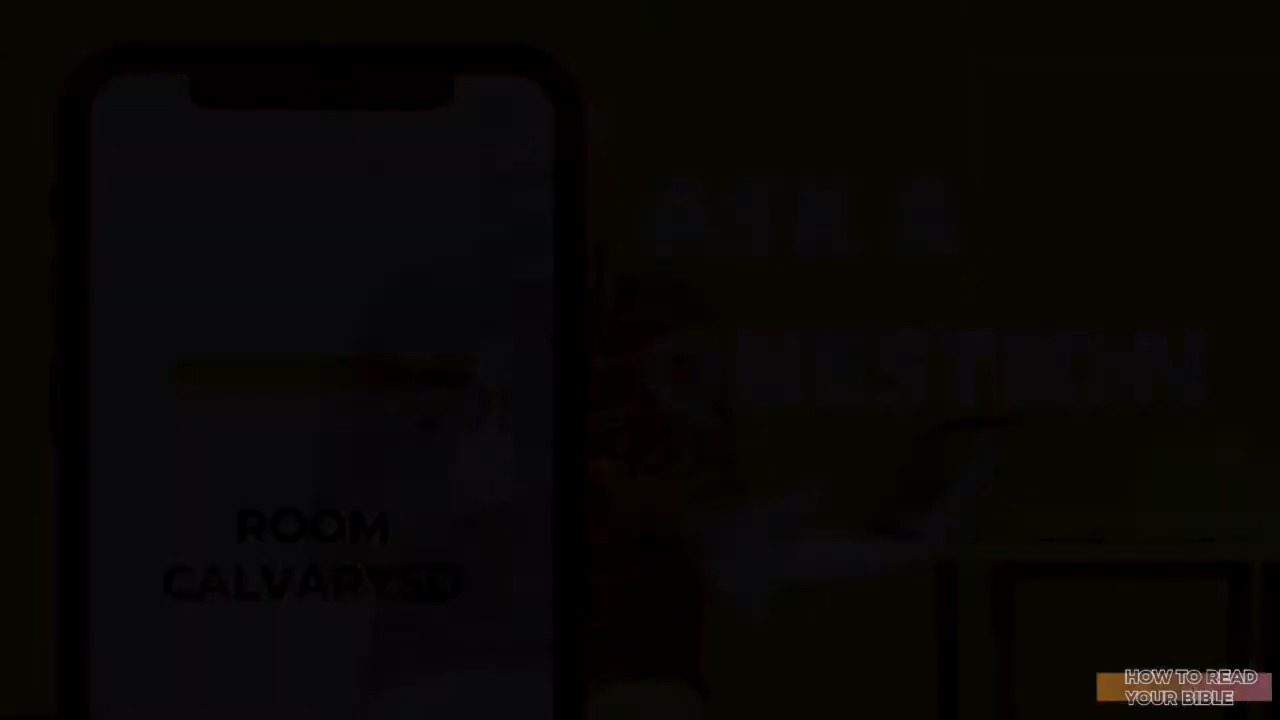 ASK A
QUESTION
ROOM
CALVARYSD
HOW TO READ
YOUR BIBLE